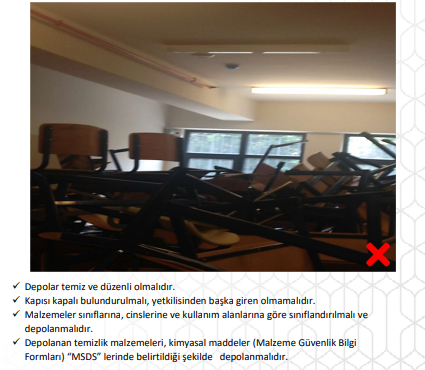 ✓ Depolar temiz ve düzenli olmalıdır.
✓ Kapısı kapalı bulundurulmalı, yetkilisinden başka giren olmamalıdır.
✓ Malzemeler sınıflarına, cinslerine ve kullanım alanlarına göre sınıflandırılmalı ve
depolanmalıdır.
✓ Depolanan temizlik malzemeleri, kimyasal maddeler (Malzeme Güvenlik Bilgi
Formları) “MSDS” lerinde belirtildiği şekilde depolanmalıdır.